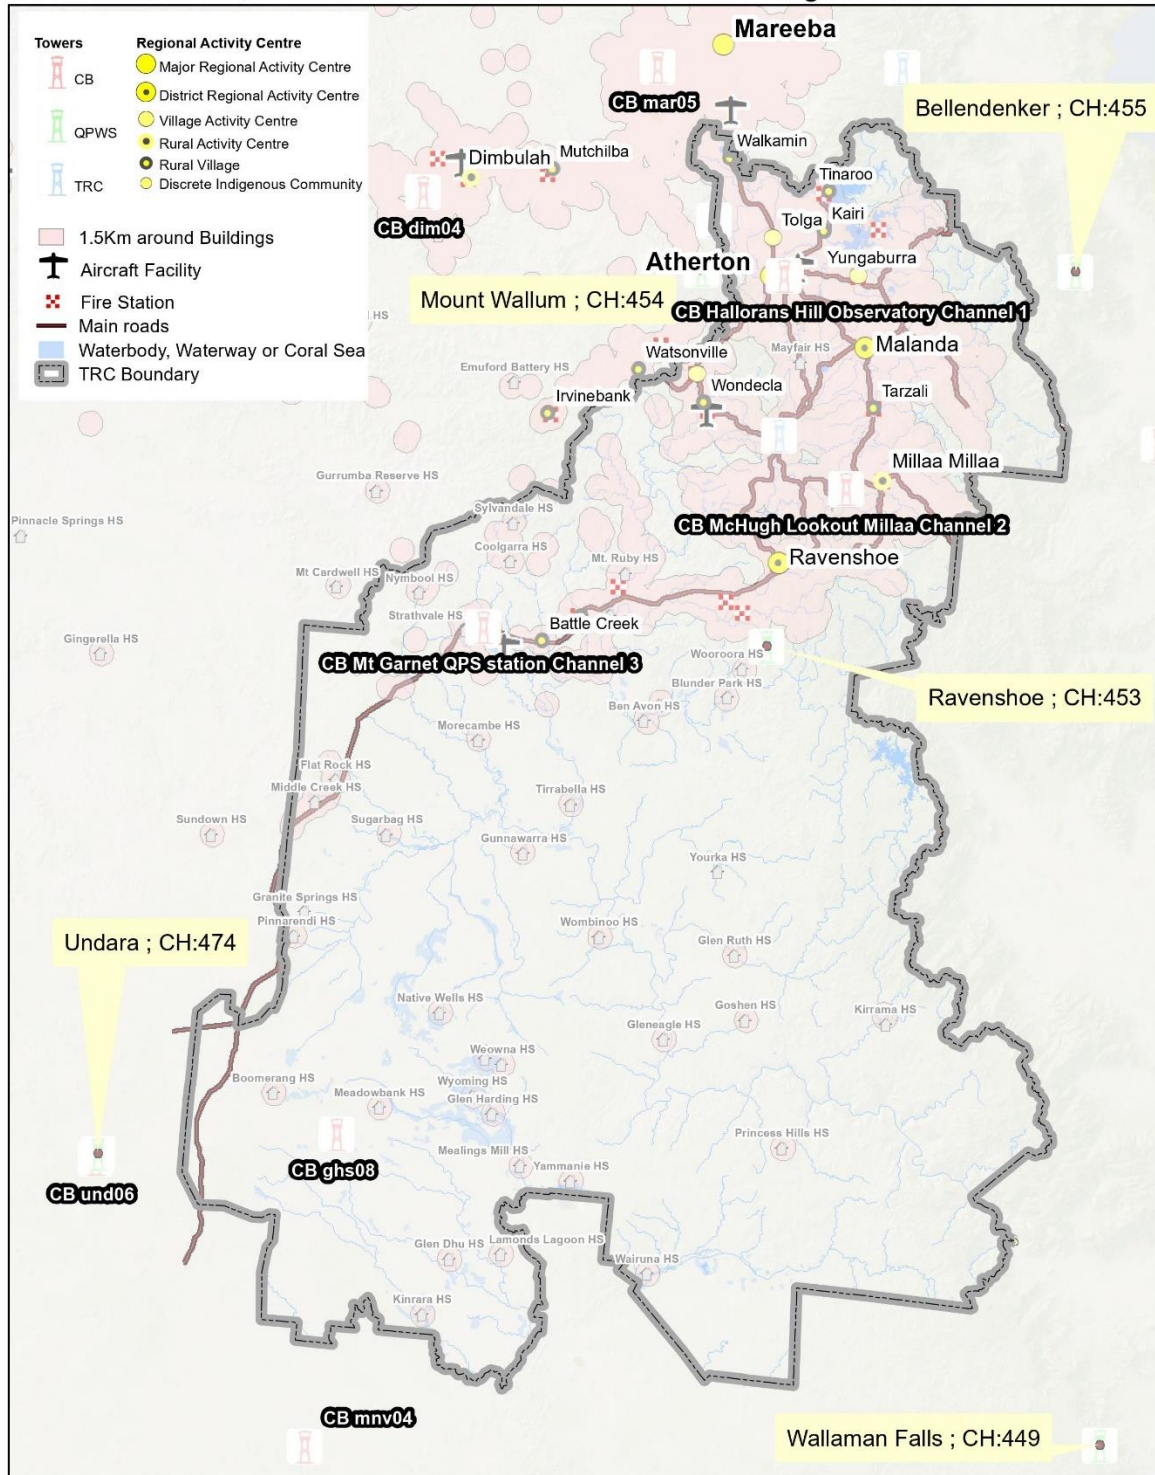 Towers
CB
QPWS
TRC
Regional Activity Centre
Major Regional Activity Centre
District Regional Activity Centre
Village Activity Centre
Rural Activity Centre
Rural Village
Discrete Indigenous Community
1.5Km around Buildings
Aircraft Facility
Fire Station
Main roads
Waterbody, Waterway or Coral Sea
TRC Boundary
Mareeba
CB mar05
Bellendenker ; CH:455
Walkamin
Dimbulah
Mutchilba
Tinaroo
CB dim04
Tolga
Kairi
Atherton
Yungaburra
Mount Wallum ; CH:454
CB Hallorans Hill Observatory Channel 1
HS
Malanda
Watsonville
Mayfair HS
Emuford Battery HS
Wondecla
Irvinebank
Tarzali
Millaa Millaa
Gurrumba Reserve HS
Sylvandale HS
Pinnacle Springs HS
CB McHugh Lookout Millaa Channel 2
Coolgarra HS
Mt. Ruby HS
Ravenshoe
Mt Cardwell HS
Nymbool HS
Strathvale HS
Battle Creek
Gingerella HS
CB Mt Garnet QPS station Channel 3
Wooroora HS
Blunder Park HS
Ravenshoe ; CH:453
Ben Avon HS
Morecambe HS
Flat Rock HS
Middle Creek HS
Tirrabella HS
Sundown HS
Sugarbag HS
Gunnawarra HS
Yourka HS
Granite Springs HS
Pinnarendi HS
Wombinoo HS
Undara ; CH:474
Glen Ruth HS
Native Wells HS
Goshen HS
Kirrama HS
Gleneagle HS
Weowna HS
Boomerang HS
Wyoming HS
Meadowbank HS
Glen Harding HS
Princess Hills HS
Mealings Mill HS
CB ghs08
Yammanie HS
CB und06
Glen Dhu HS
Lamonds Lagoon HS
Wairuna HS
Kinrara HS
CB mnv04
Wallaman Falls ; CH:449